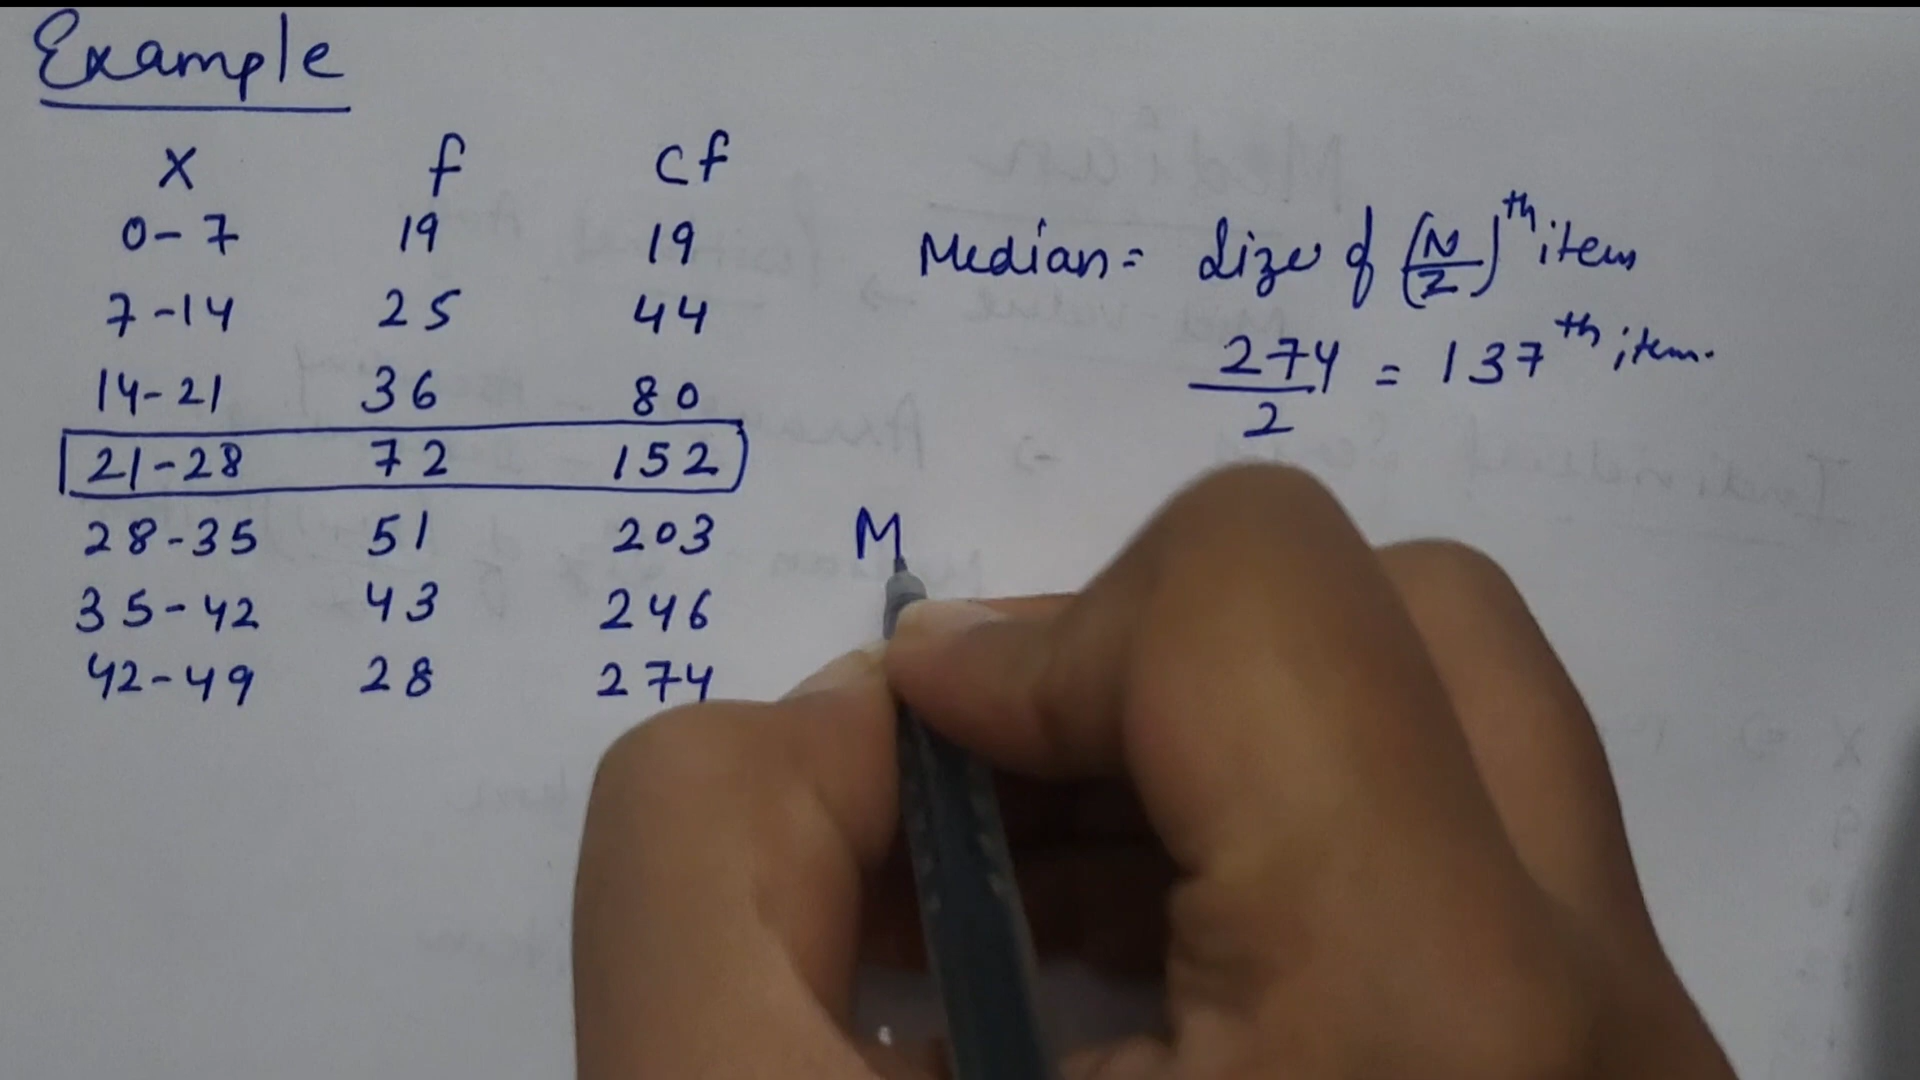 Example
X f cf
0-7 19 19
7-14 25 44
14-21 36 80
21-28 72 152
28-35 51 203
35-42 43 246
42-49 28 274
Median = Size of (N/2)th item
274/2 = 137th item.
M